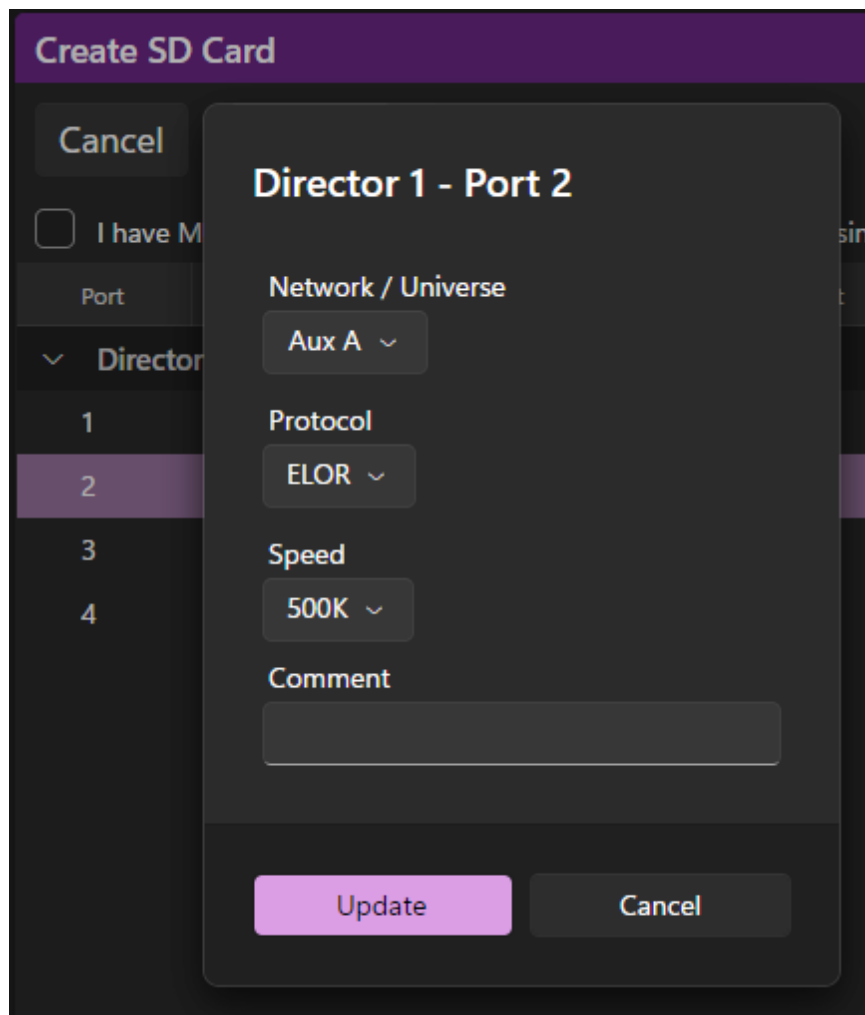 Create SD Card
Cancel
Director 1 - Port 2
I have M
Port
Network / Universe
Aux A
Director
1
Protocol
2
ELOR
3
Speed
4
500K
Comment
Update
Cancel